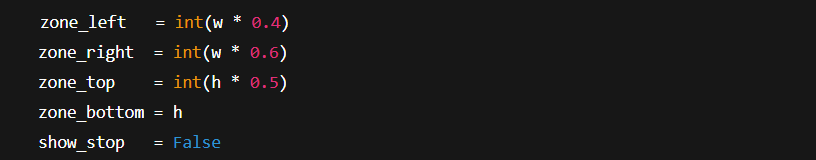 zone_left   = int(w * 0.4)
zone_right  = int(w * 0.6)
zone_top    = int(h * 0.5)
zone_bottom = h
show_stop   = False